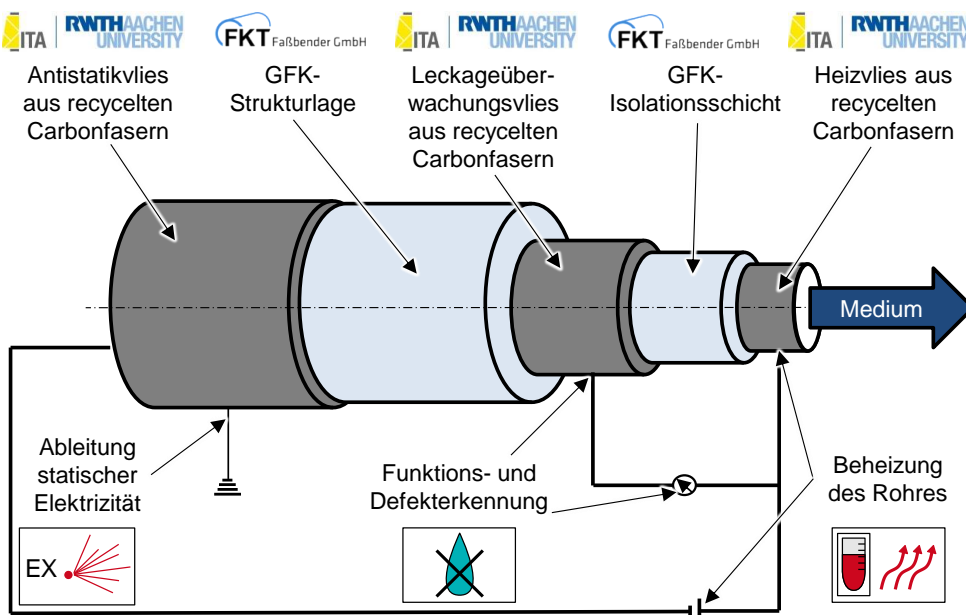 ITA RWTHAACHEN UNIVERSITY
FKT Faßbender GmbH
ITA RWTHAACHEN UNIVERSITY
FKT Faßbender GmbH
ITA RWTHAACHEN UNIVERSITY
Antistatikvlies
aus recycelten
Carbonfasern
GFK-
Strukturlage
Leckageüber-
wachungsvlies
aus recycelten
Carbonfasern
GFK-
Isolationsschicht
Heizvlies aus
recycelten
Carbonfasern
Medium
Ableitung
statischer
Elektrizität
Funktions- und
Defekterkennung
Beheizung
des Rohres
EX